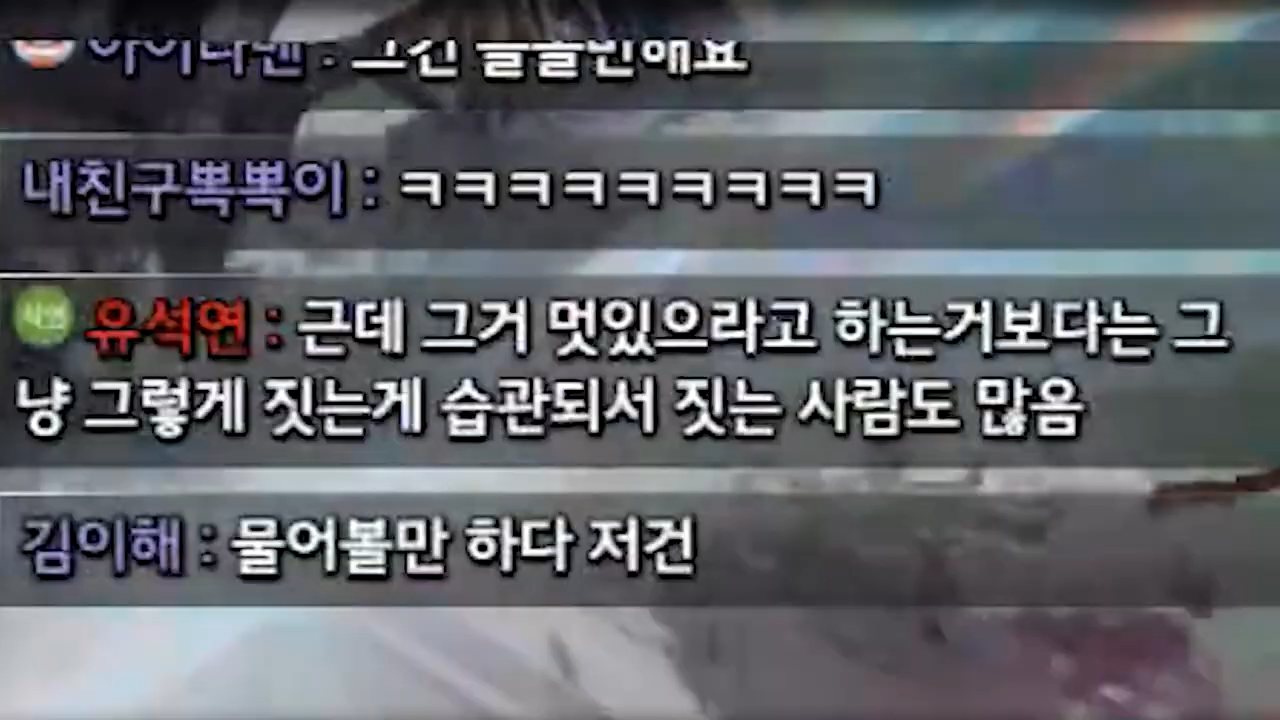 그건
내친구뽁뽁이 : ㅋㅋㅋㅋㅋㅋㅋㅋㅋ
유석연 : 근데 그거 멋있으라고 하는거보다는 그
냥 그렇게 짓는게 습관되서 짓는 사람도 많음
김이해 : 물어볼만 하다 저건